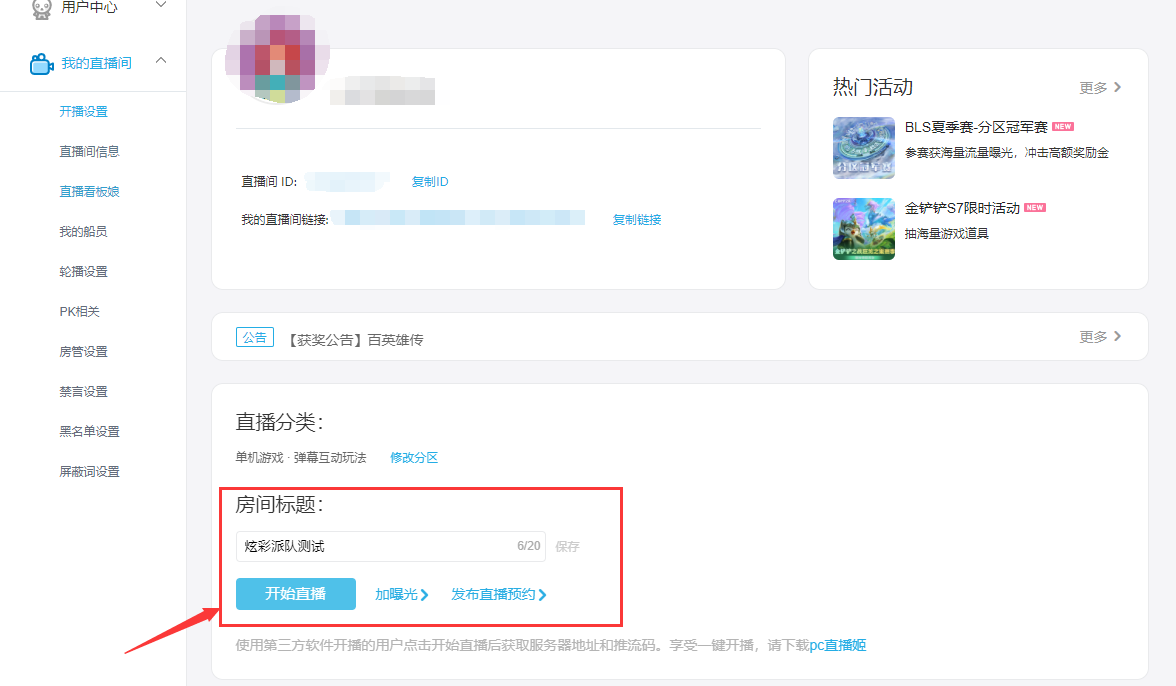 用户中心
我的直播间
开播设置
直播间信息
直播看板娘
我的船员
轮播设置
PK相关
房管设置
禁言设置
黑名单设置
屏蔽词设置
直播间 ID:
复制ID
我的直播间链接:
复制链接
热门活动
更多
分区冠军赛
BLS夏季赛-分区冠军赛 NEW
参赛获海量流量曝光，冲击高额奖励金
金铲铲S7限时活动 NEW
抽海量游戏道具
公告
【获奖公告】百英雄传
更多
直播分类：
单机游戏 · 弹幕互动玩法
修改分区
房间标题：
炫彩派队测试
6/20
保存
开始直播
加曝光
发布直播预约
使用第三方软件开播的用户点击开始直播后获取服务器地址和推流码。享受一键开播，请下载pc直播姬